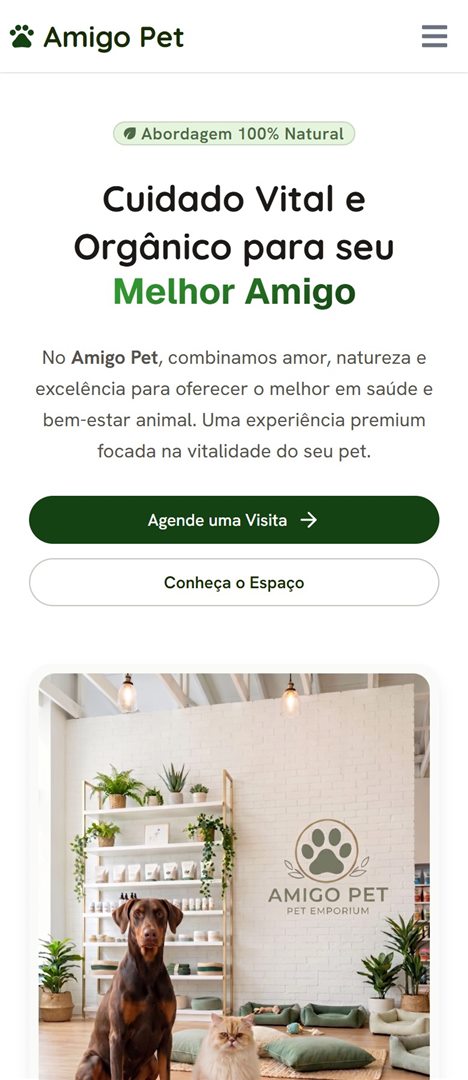 Amigo Pet
Abordagem 100% Natural
Cuidado Vital e
Orgânico para seu
Melhor Amigo
No Amigo Pet, combinamos amor, natureza e
excelência para oferecer o melhor em saúde e
bem-estar animal. Uma experiência premium
focada na vitalidade do seu pet.
Agende uma Visita
Conheça o Espaço
AMIGO PET
PET EMPORIUM